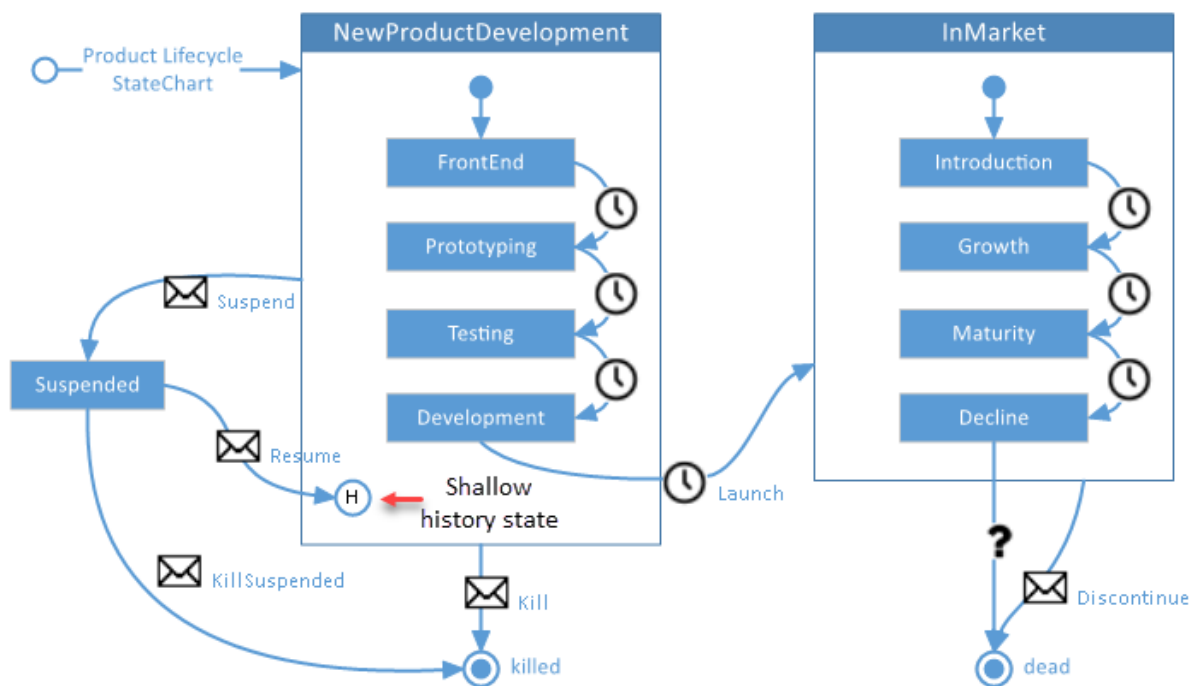 NewProductDevelopment
InMarket
Product Lifecycle
StateChart
FrontEnd
Introduction
Prototyping
Growth
Suspend
Testing
Maturity
Suspended
Development
Decline
Resume
H
Shallow
history state
Launch
?
KillSuspended
Kill
Discontinue
killed
dead